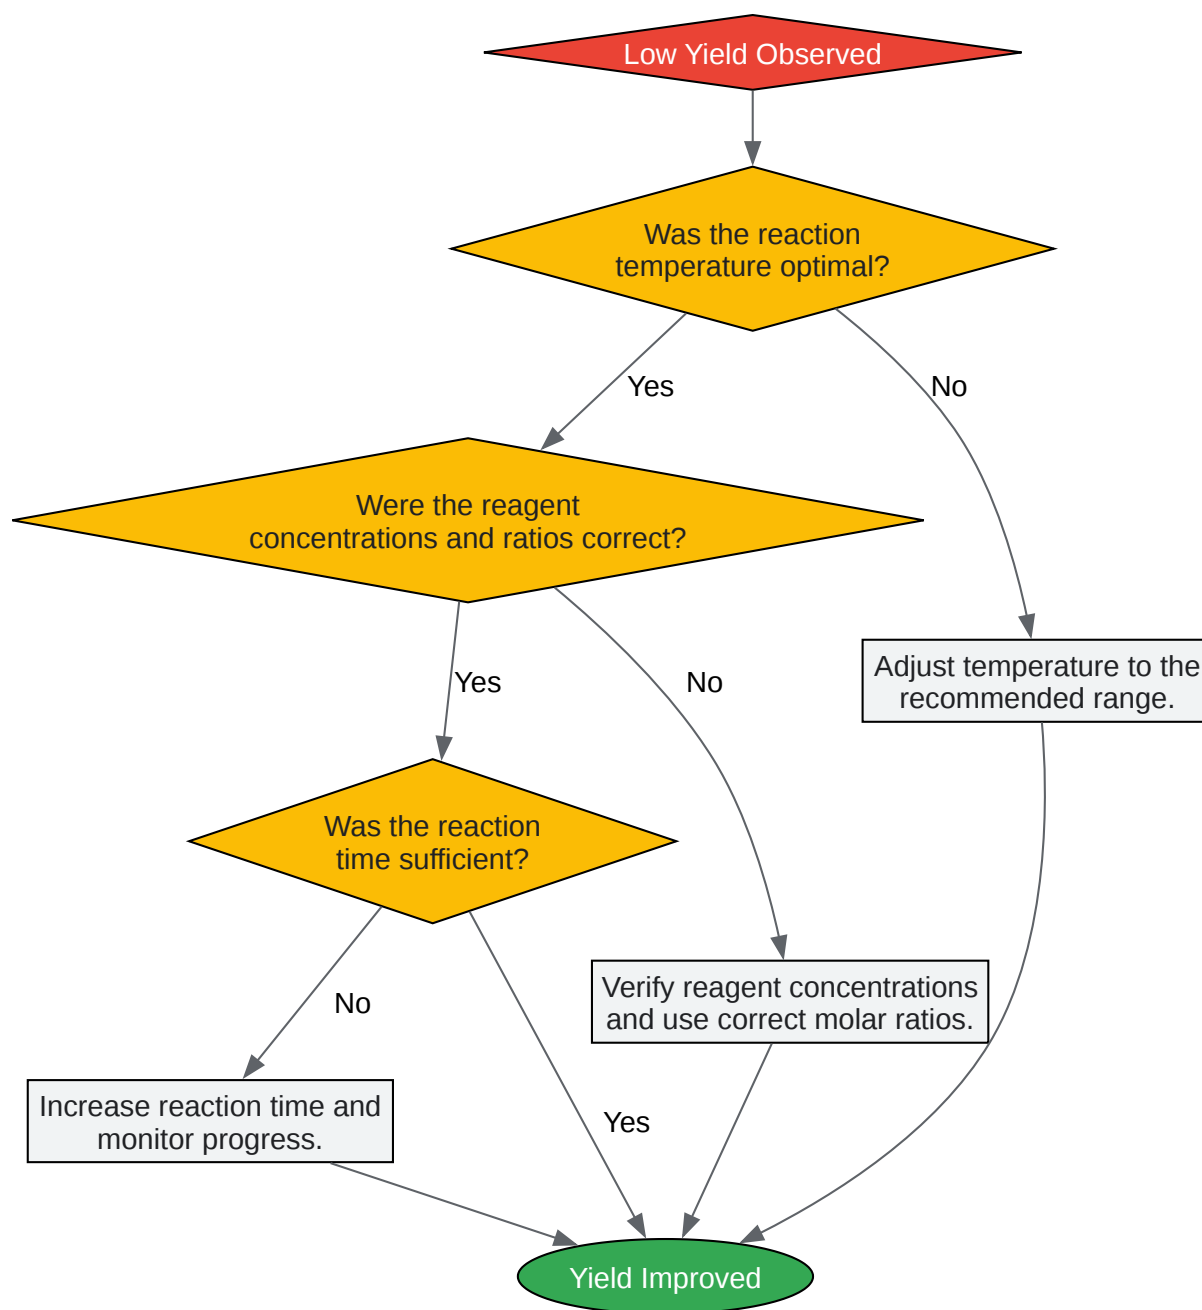 Low Yield Observed
Was the reaction
temperature optimal?
Yes
No
Were the reagent
concentrations and ratios correct?
Adjust temperature to the
recommended range.
Yes
No
Was the reaction
time sufficient?
Verify reagent concentrations
and use correct molar ratios.
No
Increase reaction time and
monitor progress.
Yes
Yield Improved